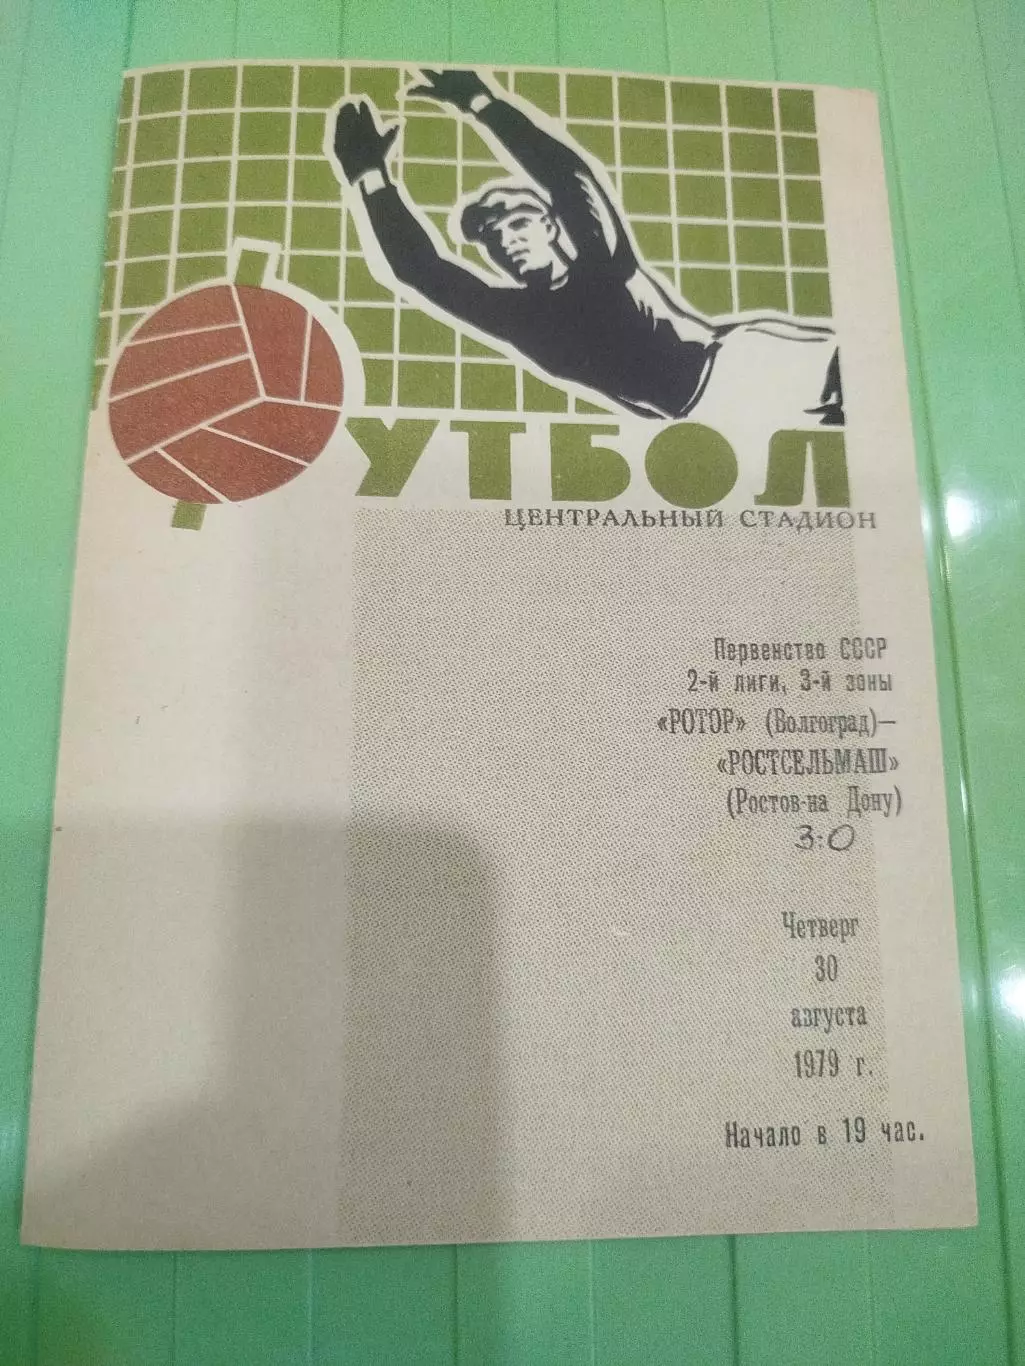 ФУТБОЛ
ЦЕНТРАЛЬНЫЙ СТАДИОН
Первенство СССР
2-й лиги, 3-й зоны
«РОТОР» (Волгоград)—
«РОСТСЕЛЬМАШ»
(Ростов-на Дону)
3:0
Четверг
30
августа
1979 г.
Начало в 19 час.